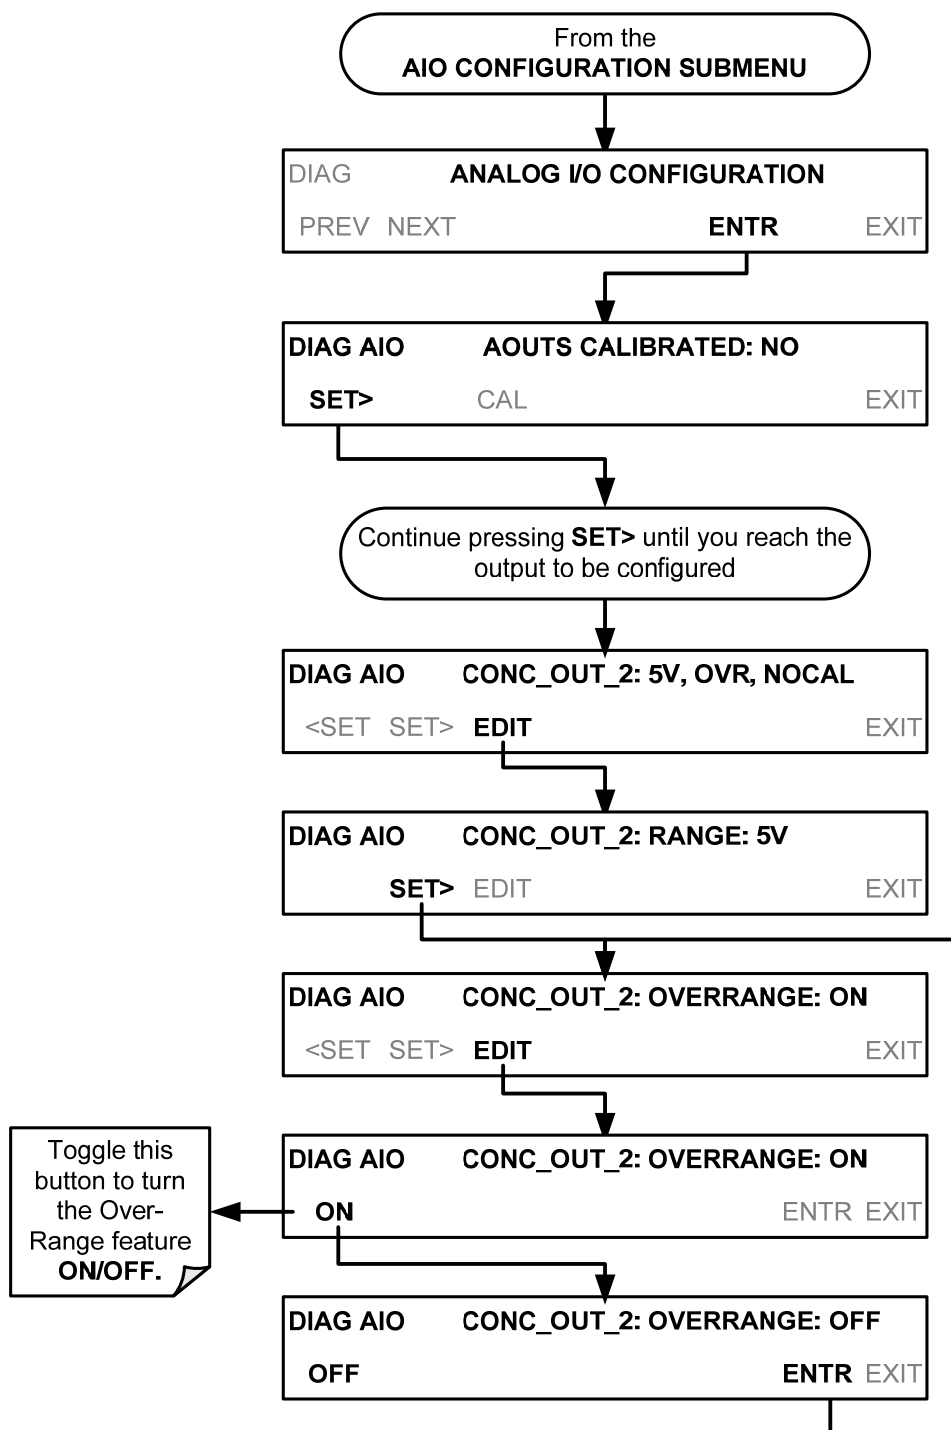 From the
AIO CONFIGURATION SUBMENU
DIAG ANALOG I/O CONFIGURATION
PREV NEXT ENTR EXIT
DIAG AIO AOUTS CALIBRATED: NO
SET> CAL EXIT
Continue pressing SET> until you reach the
output to be configured
DIAG AIO CONC_OUT_2: 5V, OVR, NOCAL
<SET SET> EDIT EXIT
DIAG AIO CONC_OUT_2: RANGE: 5V
SET> EDIT EXIT
DIAG AIO CONC_OUT_2: OVERRANGE: ON
<SET SET> EDIT EXIT
Toggle this
button to turn
the Over-
Range feature
ON/OFF.
DIAG AIO CONC_OUT_2: OVERRANGE: ON
ON ENTR EXIT
DIAG AIO CONC_OUT_2: OVERRANGE: OFF
OFF ENTR EXIT